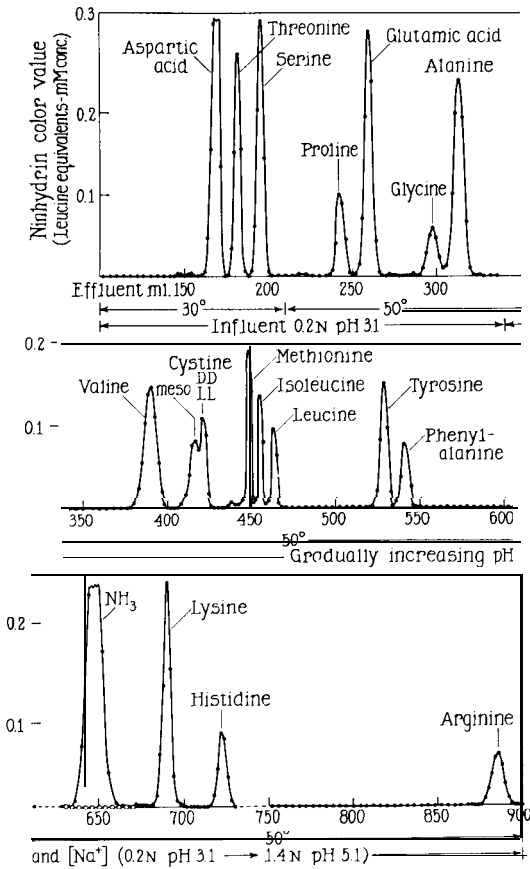 0.3
0.2
0.1
Ninhydrin color value
(Leucine equivalents-mM conc.)
Aspartic
acid
Threonine
Serine
Proline
Glutamic acid
Glycine
Alanine
Effluent ml. 150 200 250 300
30° 50°
Influent 0.2N pH 3.1
0.2
0.1
Valine
Cystine
meso
DD
LL
Methionine
Isoleucine
Leucine
Tyrosine
Phenyl-
alanine
350 400 450 500 550 600
50°
Gradually increasing pH
0.2
0.1
NH3
Lysine
Histidine
Arginine
650 700 750 800 850 900
50°
and [Na+] (0.2N pH 3.1 → 1.4N pH 5.1)